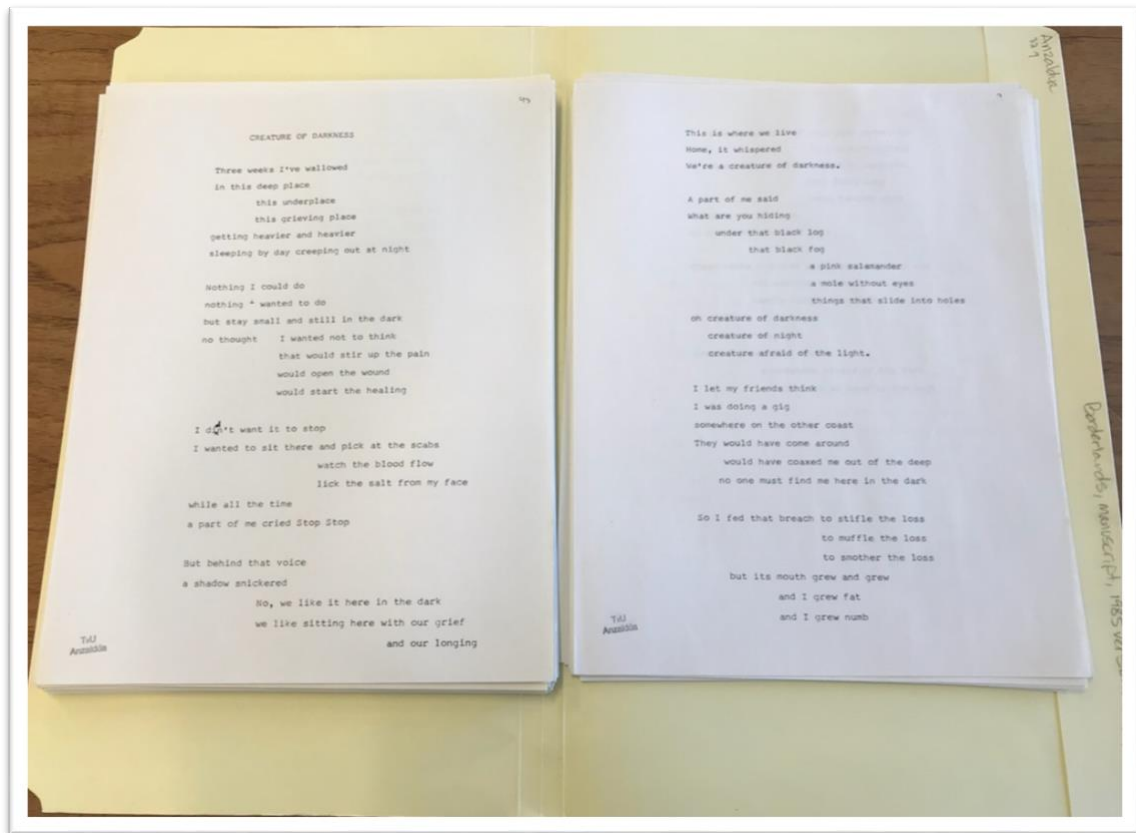 CREATURE OF DARKNESS
Three weeks I've wallowed
in this deep place
this underplace
this grieving place
getting heavier and heavier
sleeping by day creeping out at night
Nothing I could do
nothing wanted to do
but stay small and still in the dark
no thought I wanted not to think
that would stir up the pain
would open the wound
would start the healing
I didn't want it to stop
I wanted to sit there and pick at the scabs
watch the blood flow
lick the salt from my face
while all the time
a part of me cried Stop Stop
But behind that voice
a shadow snickered
No, we like it here in the dark
we like sitting here with our grief
and our longing
Anzaldúa
This is where we live
Home, it whispered
We're a creature of darkness.
A part of me said
what are you hiding
under that black log
that black fog
a pink salamander
a mole without eyes
things that slide into holes
oh creature of darkness
creature of night
creature afraid of the light.
I let my friends think
I was doing a gig
somewhere on the other coast
They would have come around
would have coaxed me out of the deep
no one must find me here in the dark
So I fed that breach to stifle the loss
to muffle the loss
to smother the loss
but its mouth grew and grew
and I grew fat
and I grew numb
Anzaldúa
Anzaldúa
Borderlands, manuscript, 1985